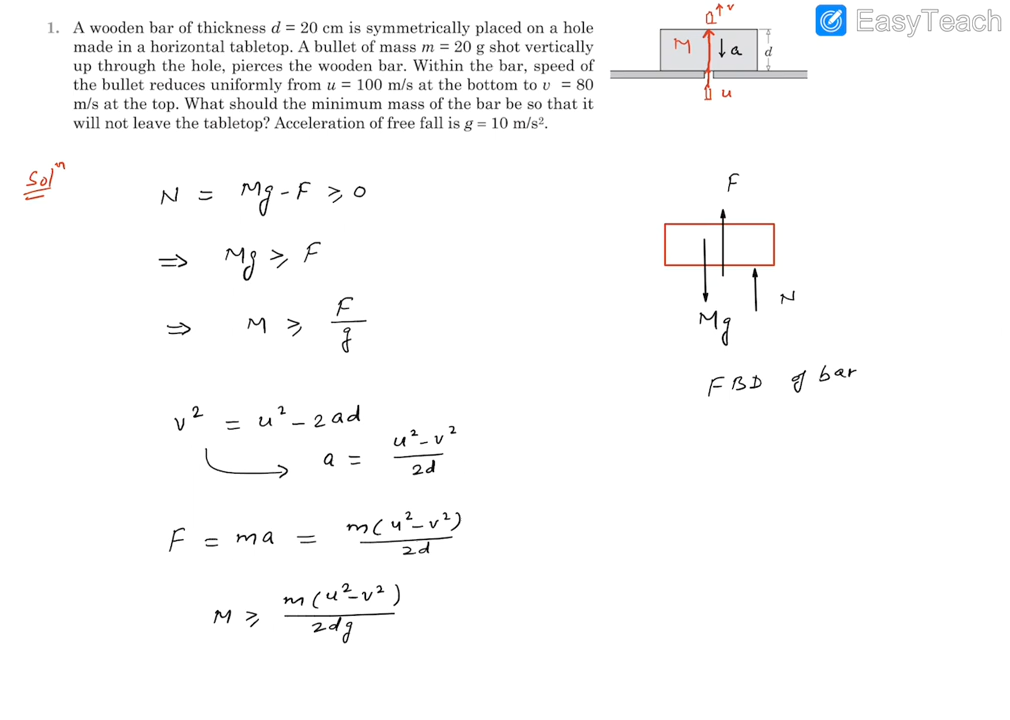 EasyTeach
1. A wooden bar of thickness d = 20 cm is symmetrically placed on a hole
made in a horizontal tabletop. A bullet of mass m = 20 g shot vertically
up through the hole, pierces the wooden bar. Within the bar, speed of
the bullet reduces uniformly from u = 100 m/s at the bottom to v = 80
m/s at the top. What should the minimum mass of the bar be so that it
will not leave the tabletop? Acceleration of free fall is g = 10 m/s².
v
M a d
u
Solⁿ
N = Mg - F ⩾ 0
⇒ Mg ⩾ F
⇒ M ⩾ F/g
v² = u² - 2ad
a = (u² - v²)/2d
F = ma = m(u² - v²)/2d
M ⩾ m(u² - v²)/2dg
F
N
Mg
FBD of bar